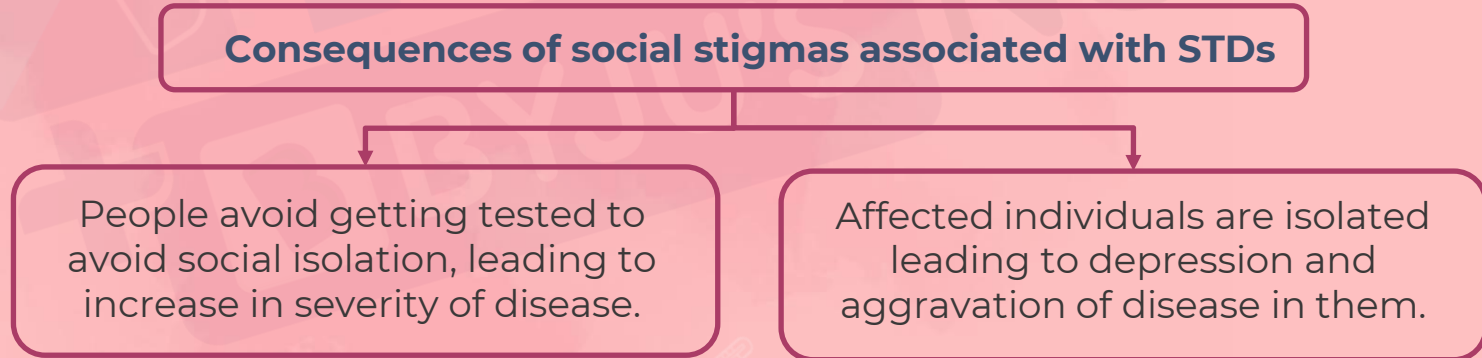 Consequences of social stigmas associated with STDs
People avoid getting tested to
avoid social isolation, leading to
increase in severity of disease.
Affected individuals are isolated
leading to depression and
aggravation of disease in them.
BYJU'S